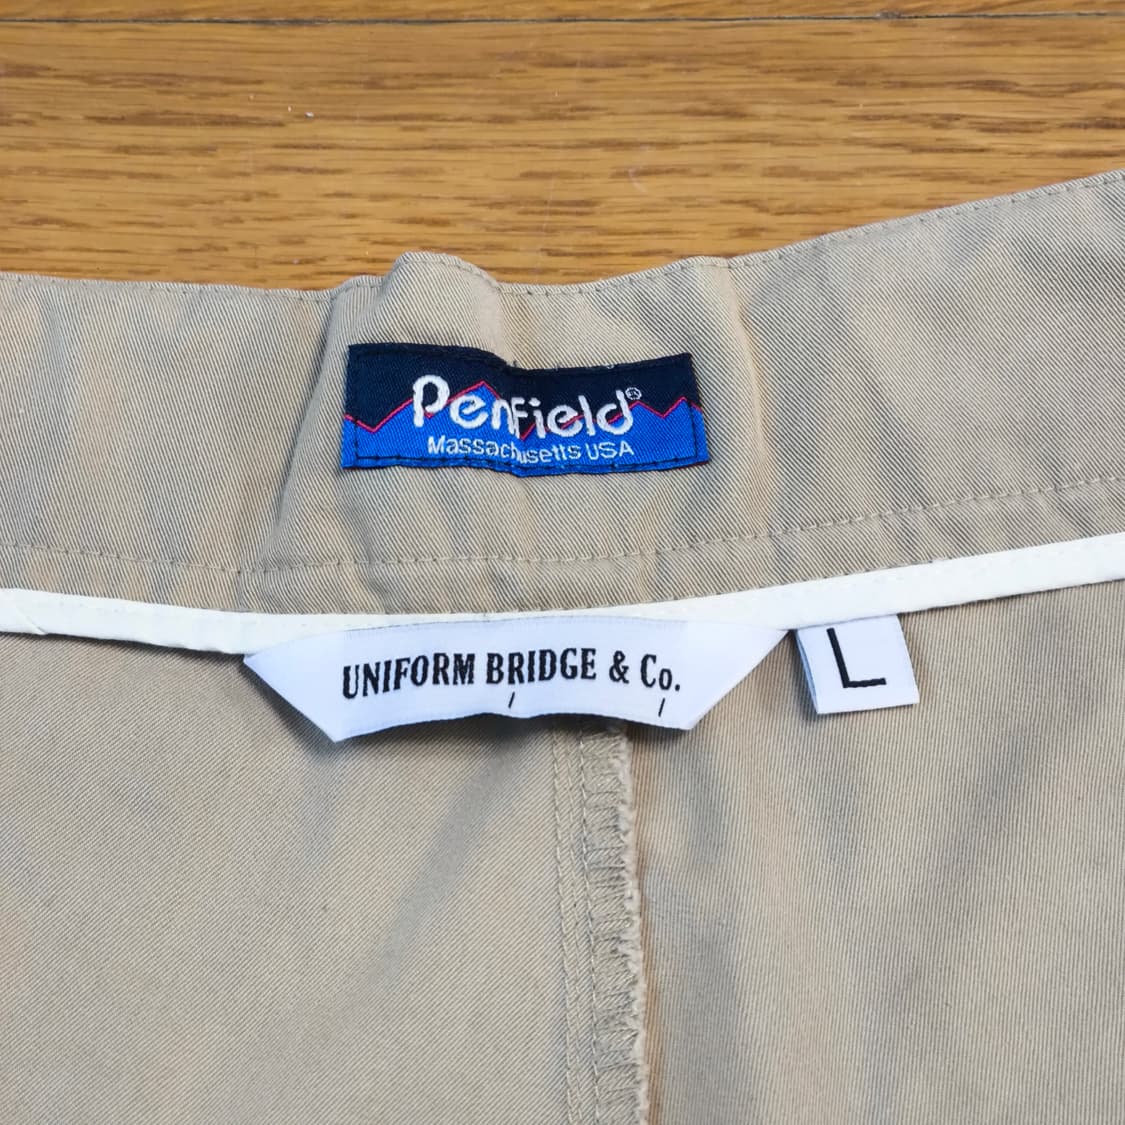 Penfield®
Massachusetts USA
UNIFORM BRIDGE & Co.
L